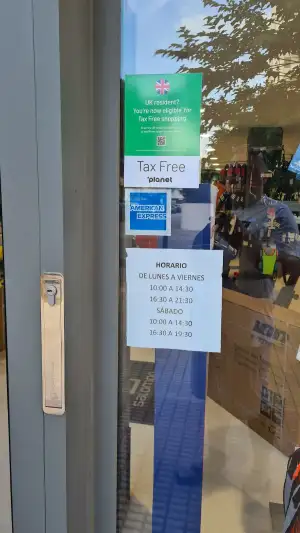 UK resident?
You're now eligible for
Tax Free shopping
Tax Free
planet
AMERICAN
EXPRESS
HORARIO
DE LUNES A VIERNES
10:00 A 14:30
16:30 A 21:30
SÁBADO
10:00 A 14:30
16:30 A 19:30
Salomon